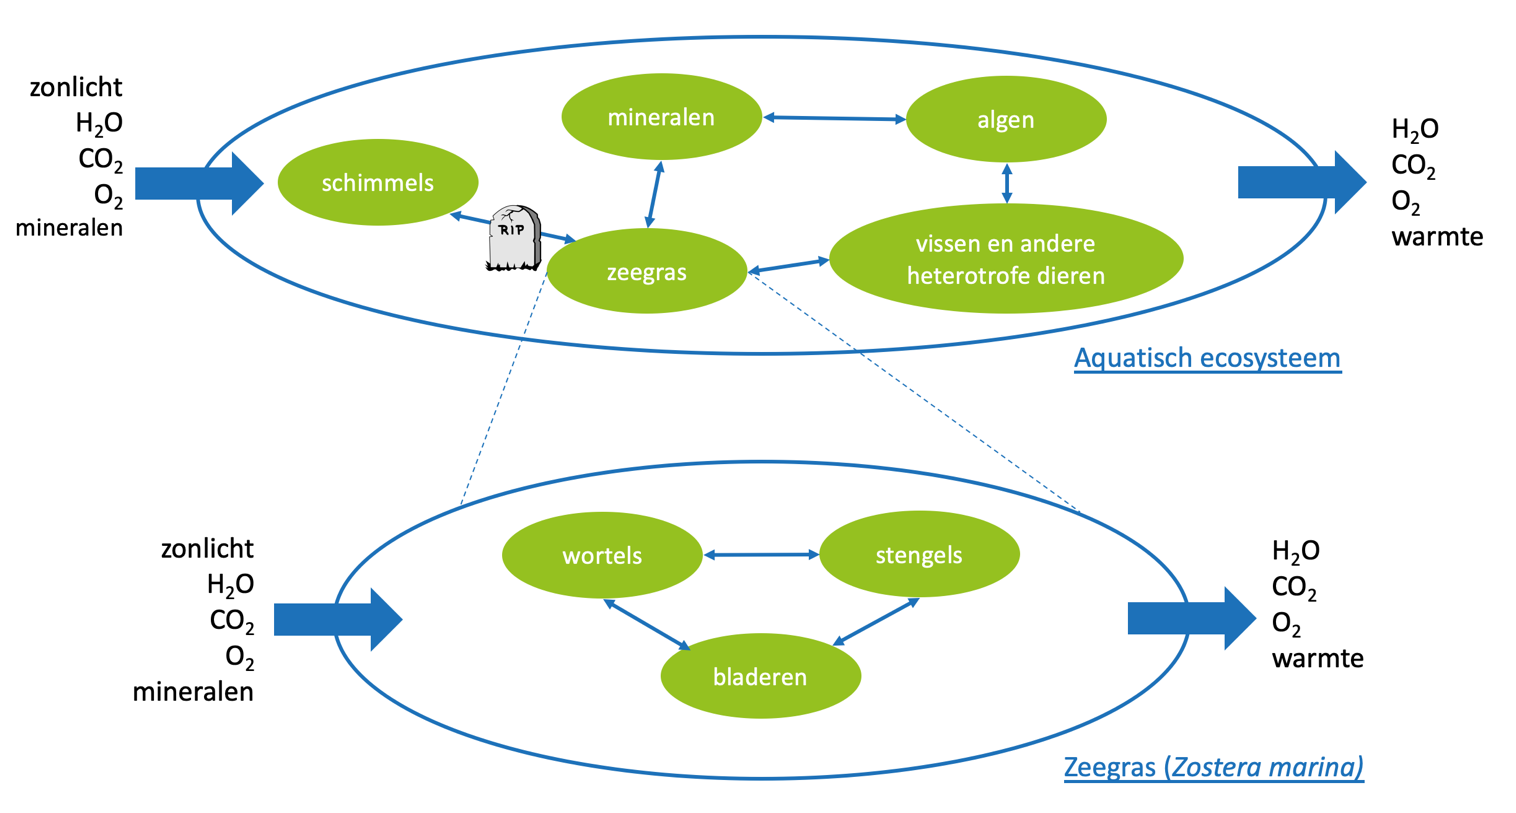 zonlicht
H₂O
CO₂
O₂
mineralen
schimmels
mineralen
algen
RIP
zeegras
vissen en andere
heterotrofe dieren
H₂O
CO₂
O₂
warmte
Aquatisch ecosysteem
zonlicht
H₂O
CO₂
O₂
mineralen
wortels
stengels
bladeren
H₂O
CO₂
O₂
warmte
Zeegras (Zostera marina)